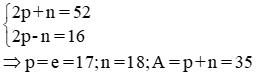 2p+n=52
2p-n=16
⇒ p=e=17; n=18; A=p+n=35